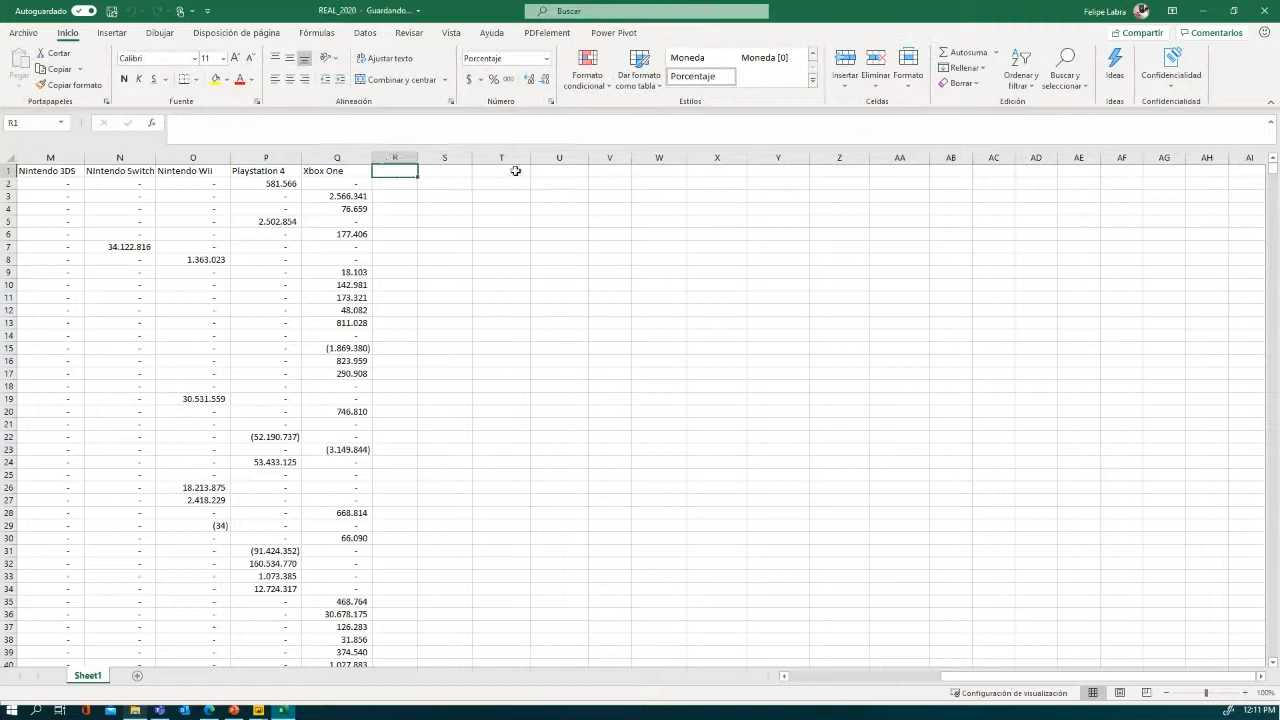 Autoguardado
REAL_2020 - Guardando...
Buscar
Felipe Labra
Archivo Inicio Insertar Dibujar Disposición de página Fórmulas Datos Revisar Vista Ayuda PDFelement Power Pivot Compartir Comentarios
Pegar
Cortar
Copiar
Copiar formato
Portapapeles
Calibri 11
N K S
Fuente
Ajustar texto
Combinar y centrar
Alineación
Porcentaje
$ % 000
Número
Formato condicional
Dar formato como tabla
Moneda Moneda [0]
Porcentaje
Estilos
Insertar Eliminar Formato
Celdas
Autosuma
Rellenar
Borrar
Ordenar y filtrar
Buscar y seleccionar
Edición
Ideas
Ideas
Confidencialidad
Confidencialidad
R1 fx
M N O P Q R S T U V W X Y Z AA AB AC AD AE AF AG AH AI
1 Nintendo 3DS Nintendo Switch Nintendo Wii Playstation 4 Xbox One
2 - - - 581.566 -
3 - - - - 2.566.341
4 - - - - 76.659
5 - - - 2.502.854 -
6 - - - - 177.406
7 - 34.122.816 - - -
8 - - 1.363.023 - -
9 - - - - 18.103
10 - - - - 142.981
11 - - - - 173.321
12 - - - - 48.082
13 - - - - 811.028
14 - - - - -
15 - - - - (1.869.380)
16 - - - - 823.959
17 - - - - 290.908
18 - - - - -
19 - - 30.531.559 - -
20 - - - - 746.810
21 - - - - -
22 - - - (52.190.737) -
23 - - - - (3.149.844)
24 - - - 53.433.125 -
25 - - - - -
26 - - 18.213.875 - -
27 - - 2.418.229 - -
28 - - - - 668.814
29 - - (34) - -
30 - - - - 66.090
31 - - - (91.424.352) -
32 - - - 160.534.770 -
33 - - - 1.073.385 -
34 - - - 12.724.317 -
35 - - - - 468.764
36 - - - - 30.678.175
37 - - - - 126.283
38 - - - - 31.856
39 - - - - 374.540
40 - - - - 1.027.883
Sheet1
Configuración de visualización
100%
12:11 PM